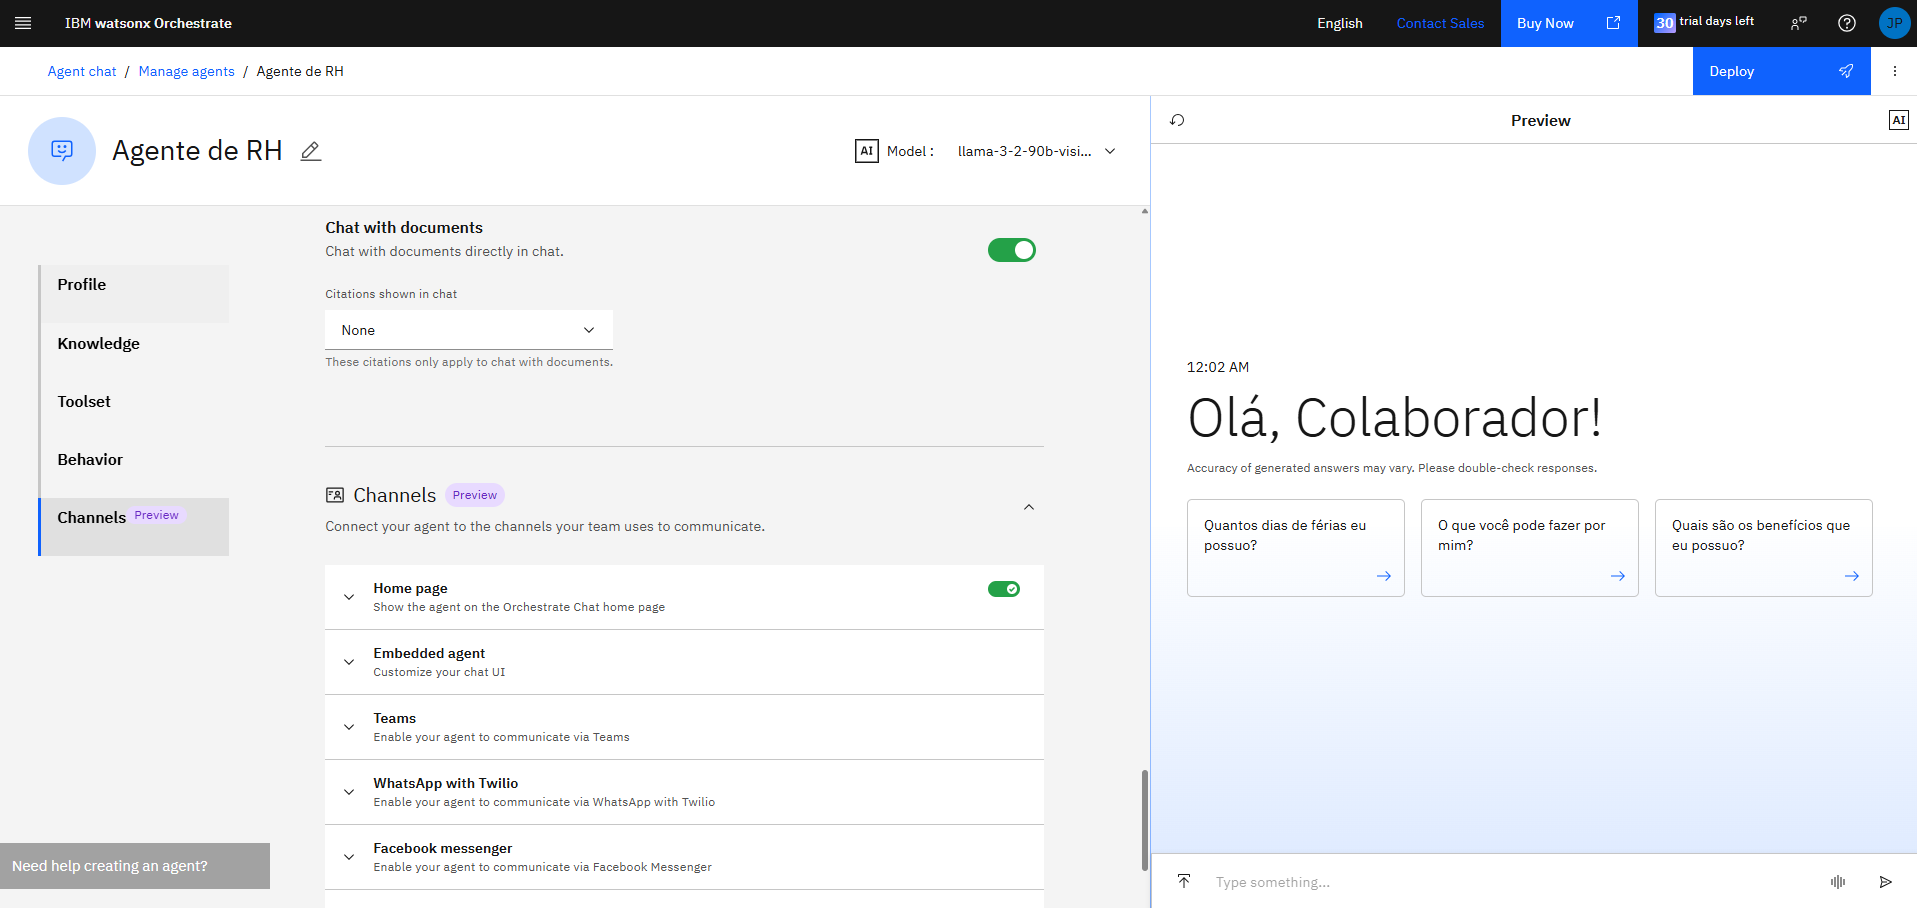 IBM watsonx Orchestrate
English
Contact Sales
Buy Now
30 trial days left
JP
Agent chat / Manage agents / Agente de RH
Deploy
Agente de RH
AI Model : llama-3-2-90b-visi...
Preview
AI
Profile
Knowledge
Toolset
Behavior
Channels Preview
Need help creating an agent?
Chat with documents
Chat with documents directly in chat.
Citations shown in chat
None
These citations only apply to chat with documents.
Channels Preview
Connect your agent to the channels your team uses to communicate.
Home page
Show the agent on the Orchestrate Chat home page
Embedded agent
Customize your chat UI
Teams
Enable your agent to communicate via Teams
WhatsApp with Twilio
Enable your agent to communicate via WhatsApp with Twilio
Facebook messenger
Enable your agent to communicate via Facebook Messenger
12:02 AM
Olá, Colaborador!
Accuracy of generated answers may vary. Please double-check responses.
Quantos dias de férias eu
possuo?
O que você pode fazer por
mim?
Quais são os benefícios que
eu possuo?
Type something...